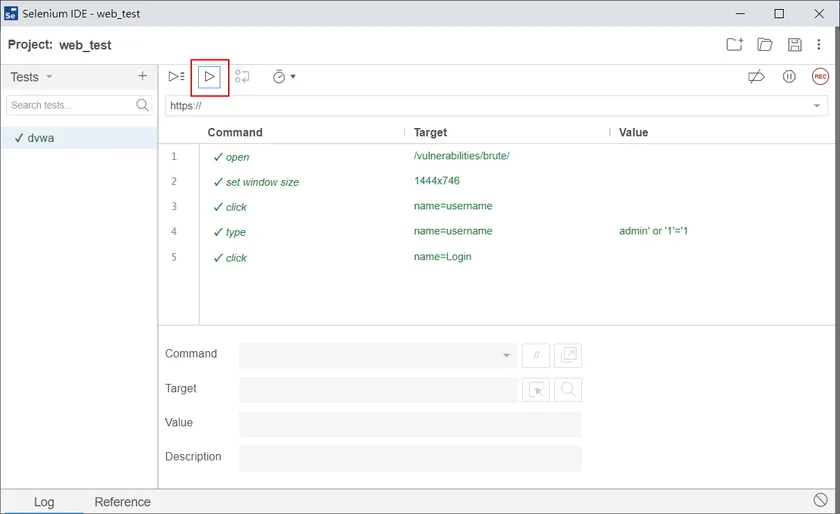 Selenium IDE - web_test
Project: web_test
Tests
REC
Search tests...
https://
Command Target Value
dvwa
1 open /vulnerabilities/brute/
2 set window size 1444x746
3 click name=username
4 type name=username admin' or '1'='1
5 click name=Login
Command
//
Target
Value
Description
Log Reference